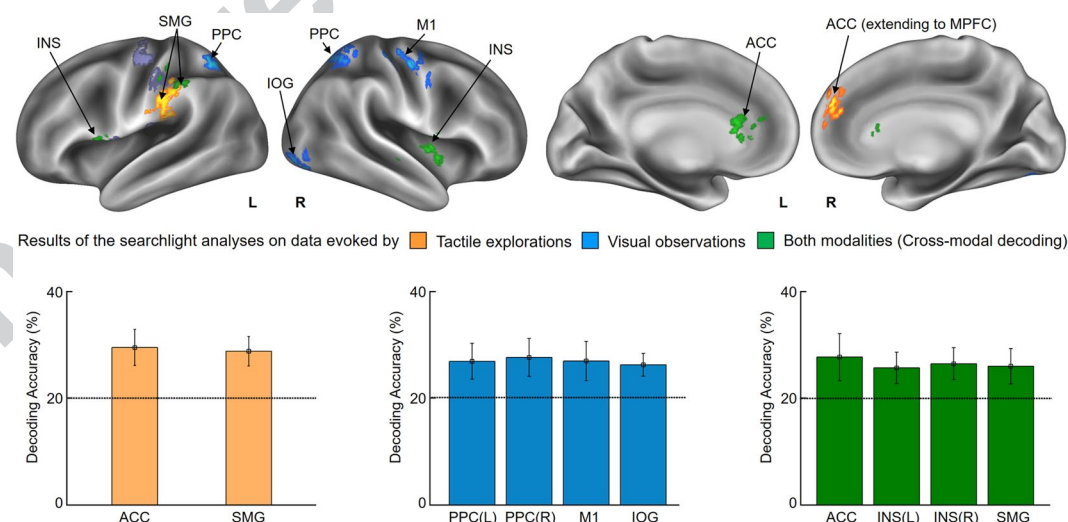 SMG
INS
PPC
PPC
M1
INS
IOG
L R
ACC
ACC (extending to MPFC)
L R
Results of the searchlight analyses on data evoked by Tactile explorations Visual observations Both modalities (Cross-modal decoding)
Decoding Accuracy (%)
40
20
0
ACC SMG
Decoding Accuracy (%)
40
20
0
PPC(L) PPC(R) M1 IOG
Decoding Accuracy (%)
40
20
0
ACC INS(L) INS(R) SMG